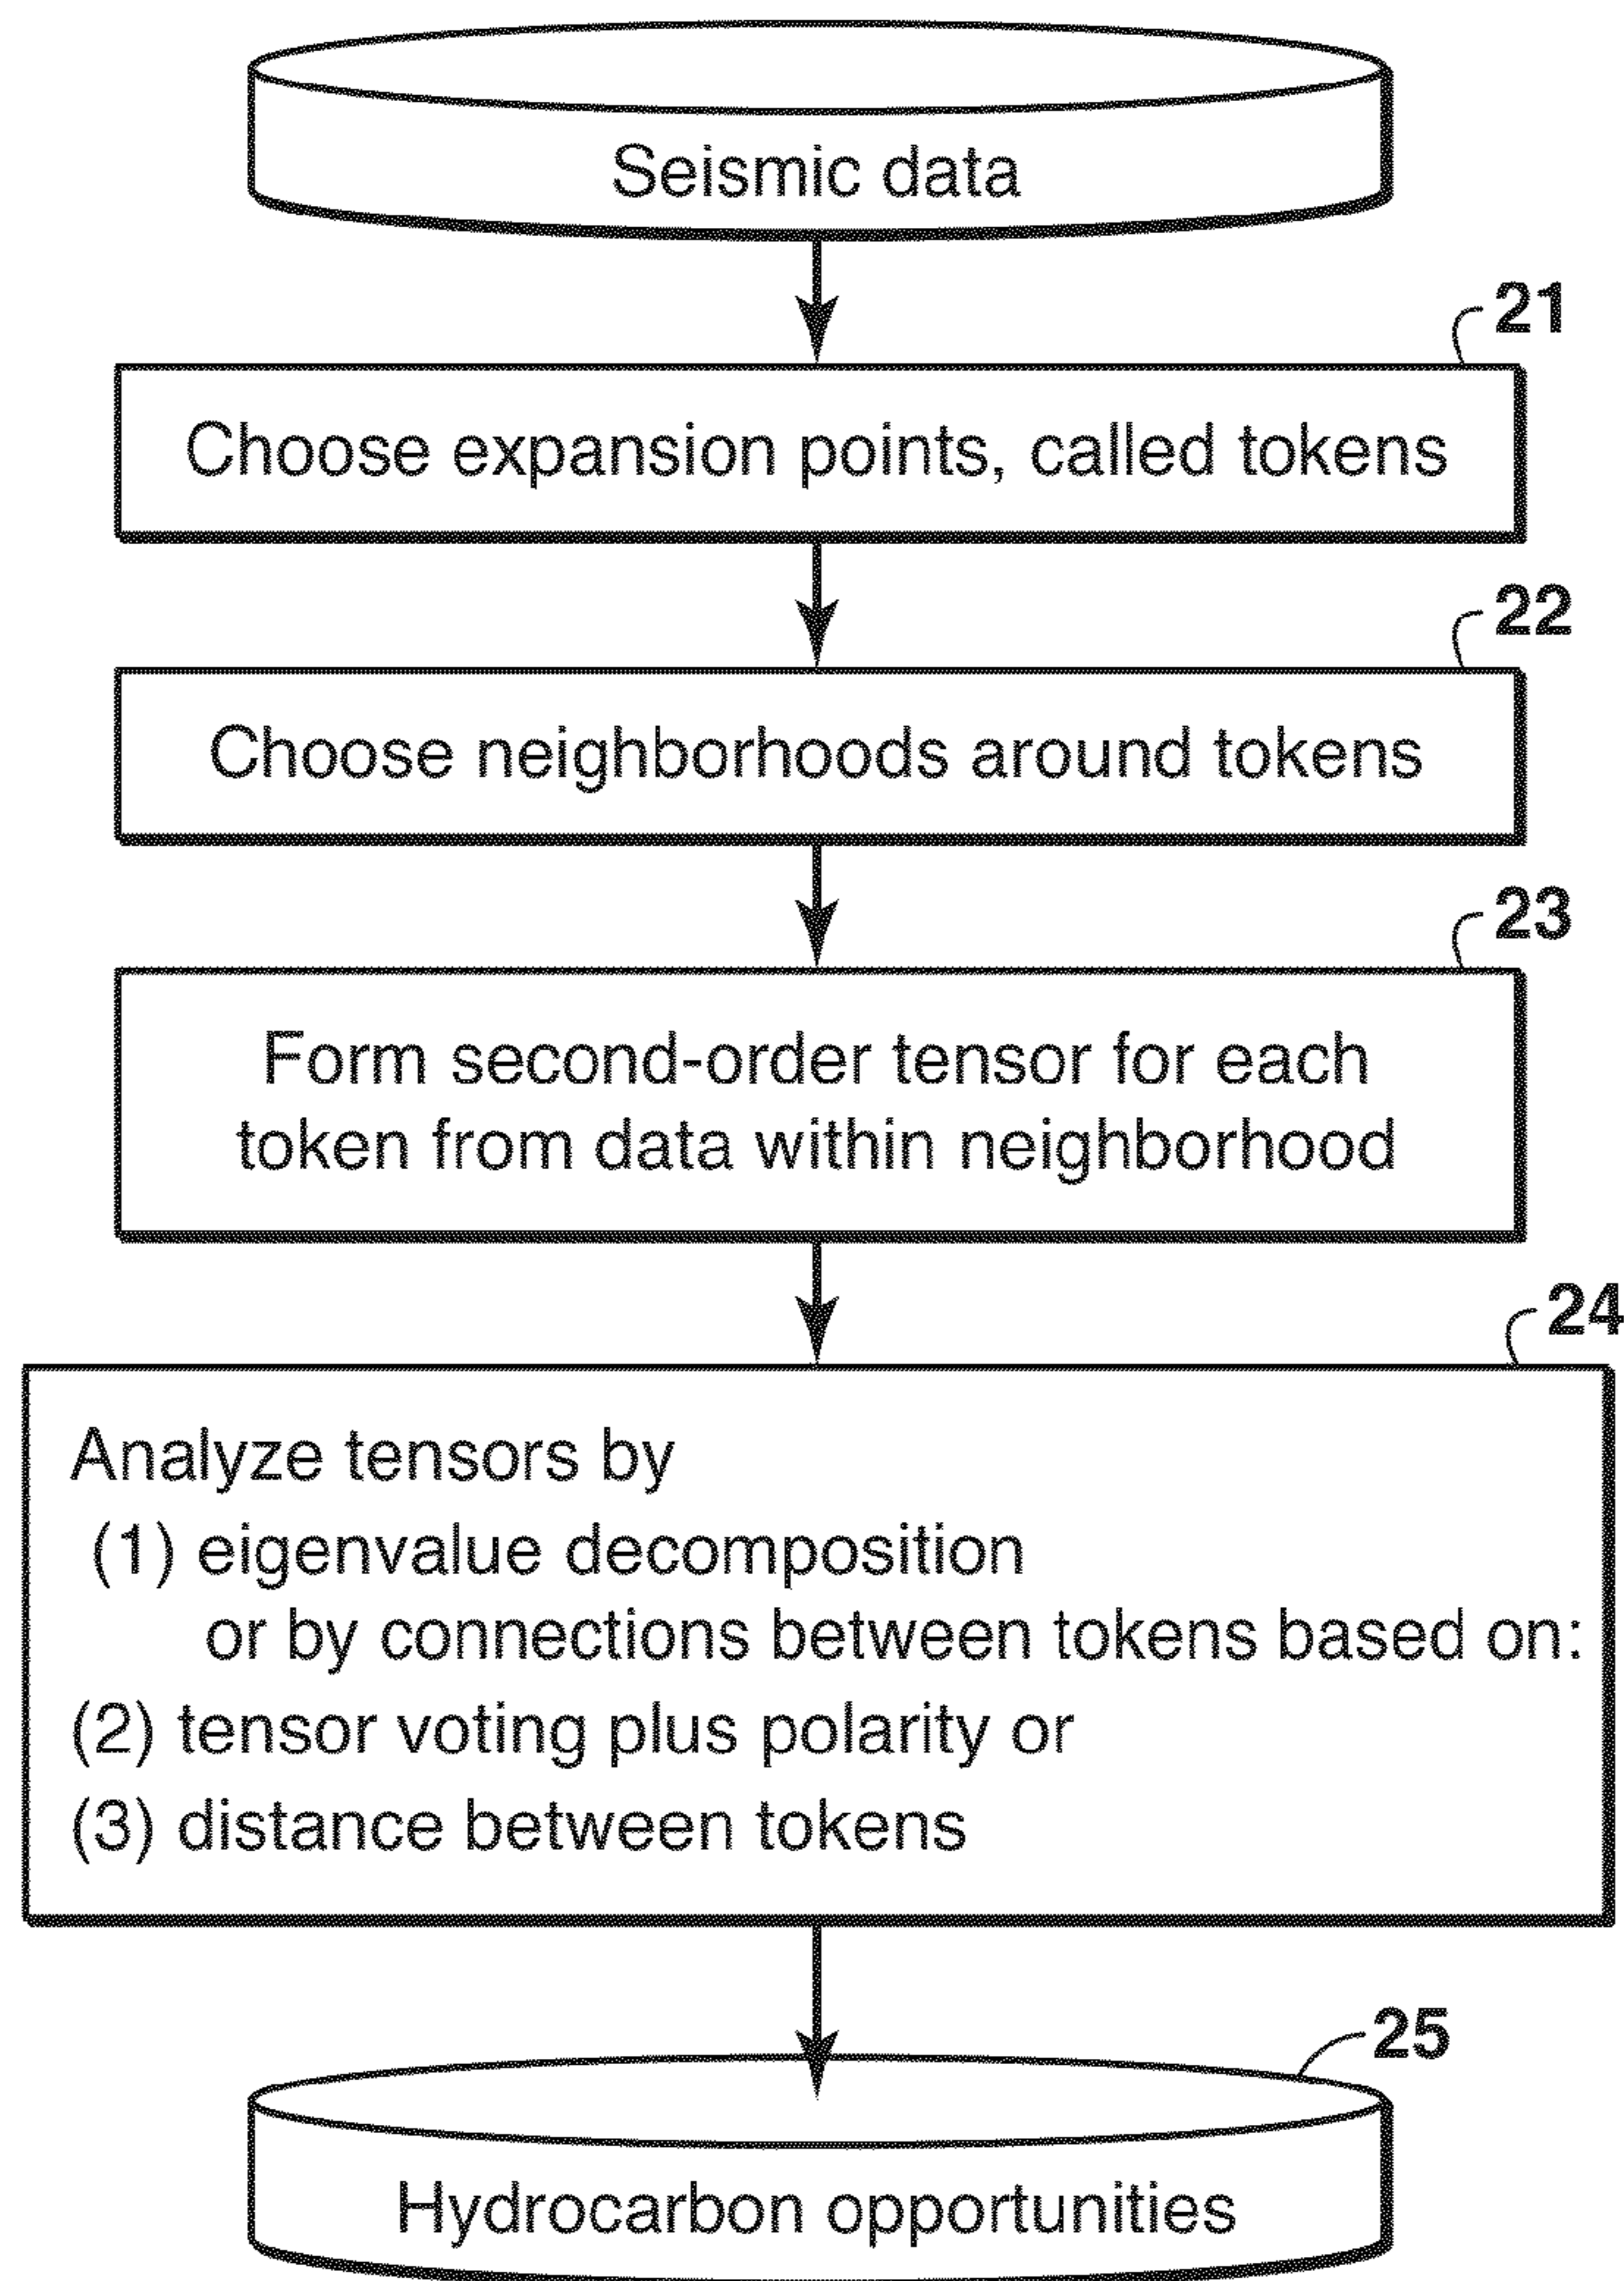 Seismic data
21
Choose expansion points, called tokens
22
Choose neighborhoods around tokens
23
Form second-order tensor for each
token from data within neighborhood
24
Analyze tensors by
(1) eigenvalue decomposition
or by connections between tokens based on:
(2) tensor voting plus polarity or
(3) distance between tokens
25
Hydrocarbon opportunities